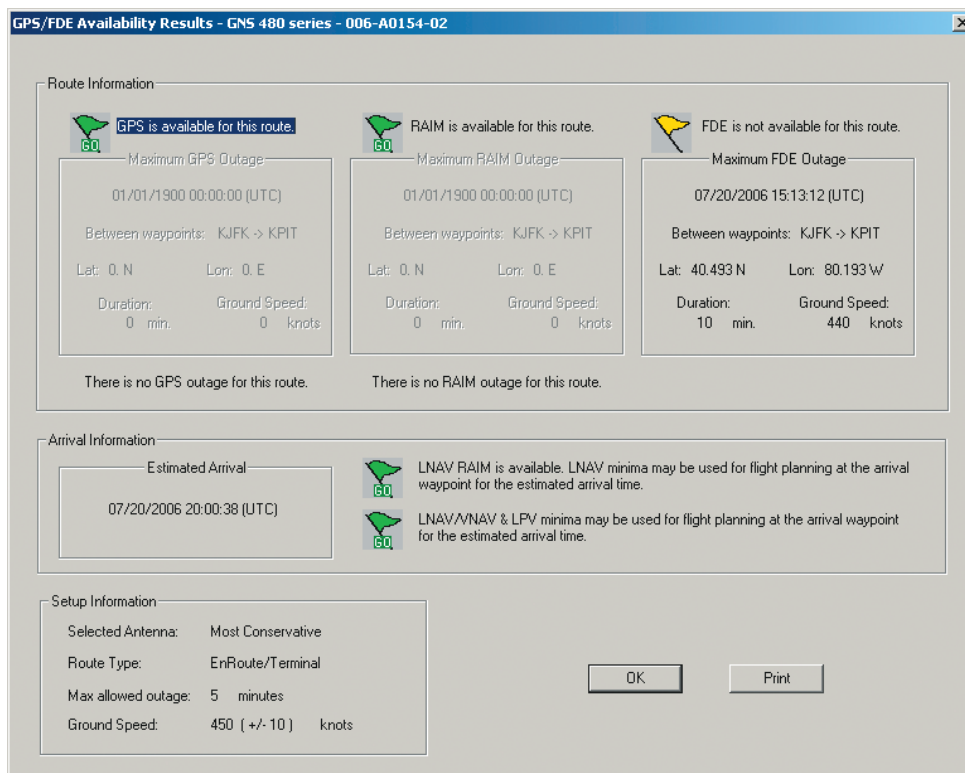 GPS/FDE Availability Results - GNS 480 series - 006-A0154-02
Route Information
GO
GPS is available for this route.
Maximum GPS Outage
01/01/1900 00:00:00 (UTC)
Between waypoints: KJFK -> KPIT
Lat: 0. N Lon: 0. E
Duration: Ground Speed:
0 min. 0 knots
There is no GPS outage for this route.
GO
RAIM is available for this route.
Maximum RAIM Outage
01/01/1900 00:00:00 (UTC)
Between waypoints: KJFK -> KPIT
Lat: 0. N Lon: 0. E
Duration: Ground Speed:
0 min. 0 knots
There is no RAIM outage for this route.
FDE is not available for this route.
Maximum FDE Outage
07/20/2006 15:13:12 (UTC)
Between waypoints: KJFK -> KPIT
Lat: 40.493 N Lon: 80.193 W
Duration: Ground Speed:
10 min. 440 knots
Arrival Information
Estimated Arrival
07/20/2006 20:00:38 (UTC)
GO
LNAV RAIM is available. LNAV minima may be used for flight planning at the arrival
waypoint for the estimated arrival time.
GO
LNAV/VNAV & LPV minima may be used for flight planning at the arrival waypoint
for the estimated arrival time.
Setup Information
Selected Antenna: Most Conservative
Route Type: EnRoute/Terminal
Max allowed outage: 5 minutes
Ground Speed: 450 ( +/- 10 ) knots
OK
Print